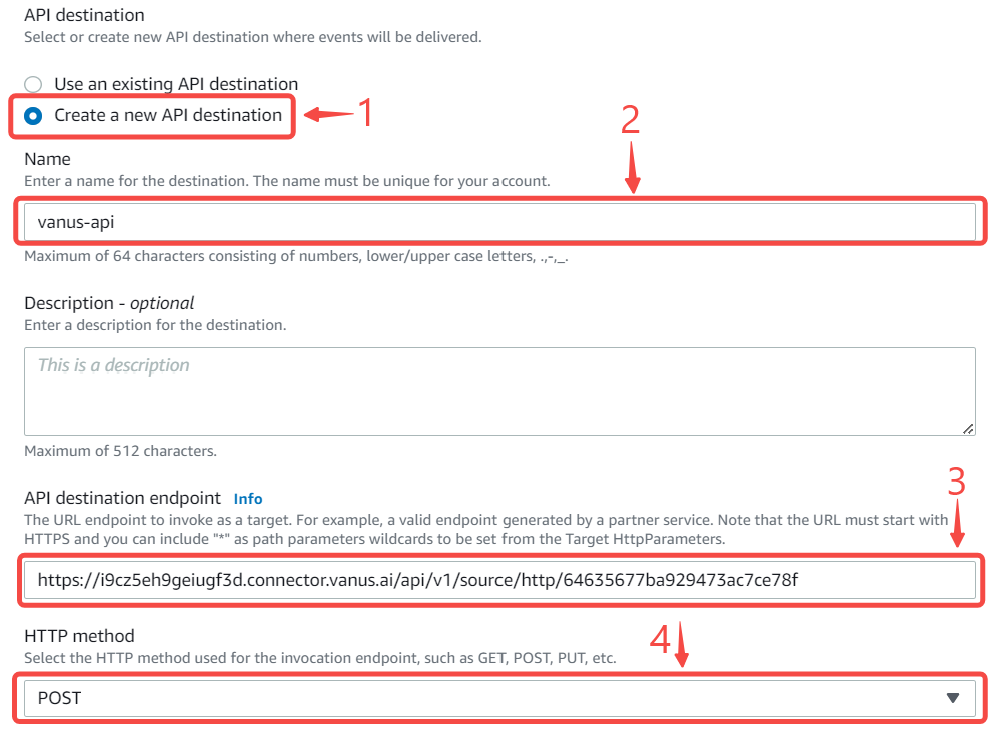 API destination
Select or create new API destination where events will be delivered.
Use an existing API destination
Create a new API destination
1
2
Name
Enter a name for the destination. The name must be unique for your account.
vanus-api
Maximum of 64 characters consisting of numbers, lower/upper case letters, .,-,_.
Description - optional
Enter a description for the destination.
This is a description
Maximum of 512 characters.
3
API destination endpoint Info
The URL endpoint to invoke as a target. For example, a valid endpoint generated by a partner service. Note that the URL must start with
HTTPS and you can include "*" as path parameters wildcards to be set from the Target HttpParameters.
https://i9cz5eh9geiugf3d.connector.vanus.ai/api/v1/source/http/64635677ba929473ac7ce78f
HTTP method
4
Select the HTTP method used for the invocation endpoint, such as GET, POST, PUT, etc.
POST